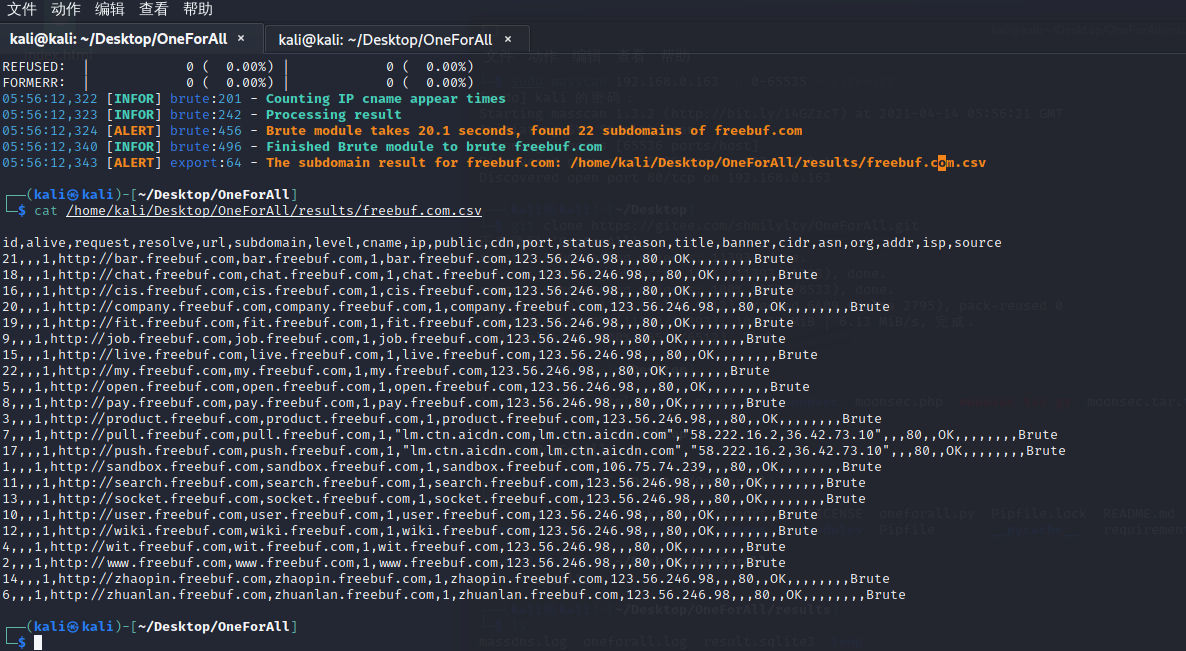 文件 动作 编辑 查看 帮助
kali@kali: ~/Desktop/OneForAll × kali@kali: ~/Desktop/OneForAll ×
REFUSED: | 0 ( 0.00%) | 0 ( 0.00%)
FORMERR: | 0 ( 0.00%) | 0 ( 0.00%)
05:56:12,322 [INFOR] brute:201 - Counting IP cname appear times
05:56:12,323 [INFOR] brute:242 - Processing result
05:56:12,324 [ALERT] brute:456 - Brute module takes 20.1 seconds, found 22 subdomains of freebuf.com
05:56:12,340 [INFOR] brute:496 - Finished Brute module to brute freebuf.com
05:56:12,343 [ALERT] export:64 - The subdomain result for freebuf.com: /home/kali/Desktop/OneForAll/results/freebuf.com.csv
┌──(kali㉿kali)-[~/Desktop/OneForAll]
└─$ cat /home/kali/Desktop/OneForAll/results/freebuf.com.csv
id,alive,request,resolve,url,subdomain,level,cname,ip,public,cdn,port,status,reason,title,banner,cidr,asn,org,addr,isp,source
21,,,1,http://bar.freebuf.com,bar.freebuf.com,1,bar.freebuf.com,123.56.246.98,,,80,,OK,,,,,,,,Brute
18,,,1,http://chat.freebuf.com,chat.freebuf.com,1,chat.freebuf.com,123.56.246.98,,,80,,OK,,,,,,,,Brute
16,,,1,http://cis.freebuf.com,cis.freebuf.com,1,cis.freebuf.com,123.56.246.98,,,80,,OK,,,,,,,,Brute
20,,,1,http://company.freebuf.com,company.freebuf.com,1,company.freebuf.com,123.56.246.98,,,80,,OK,,,,,,,,Brute
19,,,1,http://fit.freebuf.com,fit.freebuf.com,1,fit.freebuf.com,123.56.246.98,,,80,,OK,,,,,,,,Brute
9,,,1,http://job.freebuf.com,job.freebuf.com,1,job.freebuf.com,123.56.246.98,,,80,,OK,,,,,,,,Brute
15,,,1,http://live.freebuf.com,live.freebuf.com,1,live.freebuf.com,123.56.246.98,,,80,,OK,,,,,,,,Brute
22,,,1,http://my.freebuf.com,my.freebuf.com,1,my.freebuf.com,123.56.246.98,,,80,,OK,,,,,,,,Brute
5,,,1,http://open.freebuf.com,open.freebuf.com,1,open.freebuf.com,123.56.246.98,,,80,,OK,,,,,,,,Brute
8,,,1,http://pay.freebuf.com,pay.freebuf.com,1,pay.freebuf.com,123.56.246.98,,,80,,OK,,,,,,,,Brute
3,,,1,http://product.freebuf.com,product.freebuf.com,1,product.freebuf.com,123.56.246.98,,,80,,OK,,,,,,,,Brute
7,,,1,http://pull.freebuf.com,pull.freebuf.com,1,"lm.ctn.aicdn.com,lm.ctn.aicdn.com","58.222.16.2,36.42.73.10",,,80,,OK,,,,,,,,Brute
17,,,1,http://push.freebuf.com,push.freebuf.com,1,"lm.ctn.aicdn.com,lm.ctn.aicdn.com","58.222.16.2,36.42.73.10",,,80,,OK,,,,,,,,Brute
1,,,1,http://sandbox.freebuf.com,sandbox.freebuf.com,1,sandbox.freebuf.com,106.75.74.239,,,80,,OK,,,,,,,,Brute
11,,,1,http://search.freebuf.com,search.freebuf.com,1,search.freebuf.com,123.56.246.98,,,80,,OK,,,,,,,,Brute
13,,,1,http://socket.freebuf.com,socket.freebuf.com,1,socket.freebuf.com,123.56.246.98,,,80,,OK,,,,,,,,Brute
10,,,1,http://user.freebuf.com,user.freebuf.com,1,user.freebuf.com,123.56.246.98,,,80,,OK,,,,,,,,Brute
12,,,1,http://wiki.freebuf.com,wiki.freebuf.com,1,wiki.freebuf.com,123.56.246.98,,,80,,OK,,,,,,,,Brute
4,,,1,http://wit.freebuf.com,wit.freebuf.com,1,wit.freebuf.com,123.56.246.98,,,80,,OK,,,,,,,,Brute
2,,,1,http://www.freebuf.com,www.freebuf.com,1,www.freebuf.com,123.56.246.98,,,80,,OK,,,,,,,,Brute
14,,,1,http://zhaopin.freebuf.com,zhaopin.freebuf.com,1,zhaopin.freebuf.com,123.56.246.98,,,80,,OK,,,,,,,,Brute
6,,,1,http://zhuanlan.freebuf.com,zhuanlan.freebuf.com,1,zhuanlan.freebuf.com,123.56.246.98,,,80,,OK,,,,,,,,Brute
┌──(kali㉿kali)-[~/Desktop/OneForAll]
└─$